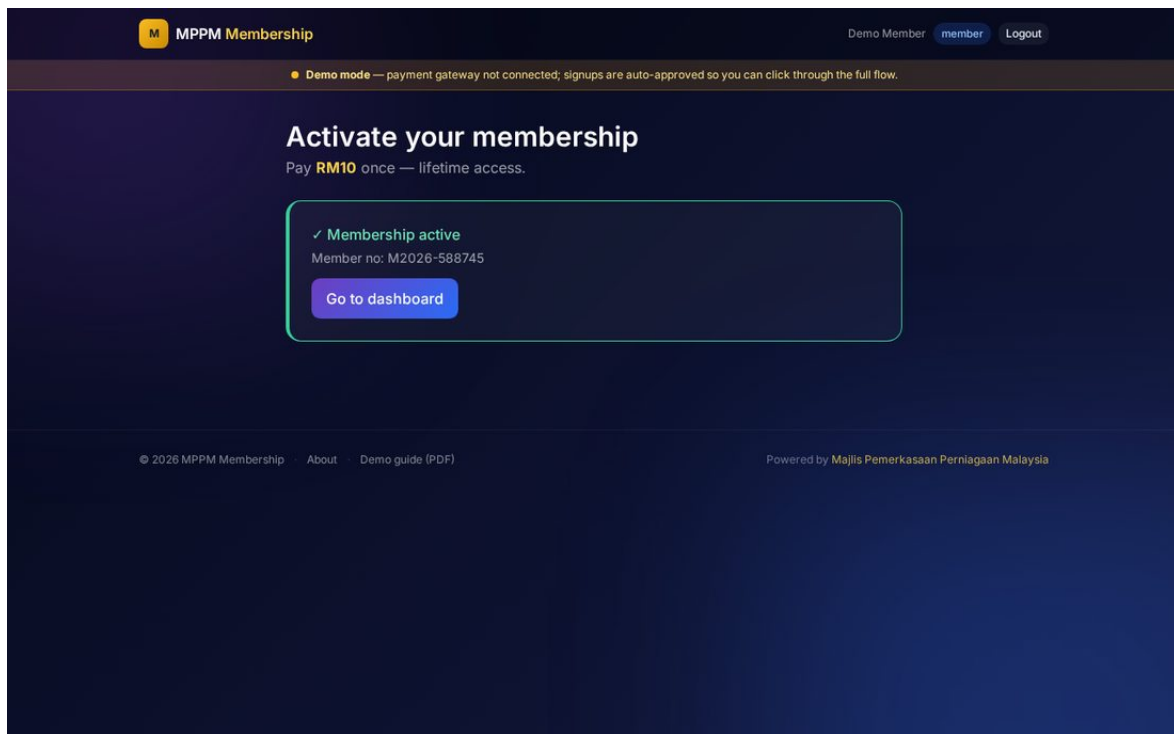 M MPPM Membership
Demo Member member Logout
Demo mode — payment gateway not connected; signups are auto-approved so you can click through the full flow.
Activate your membership
Pay RM10 once — lifetime access.
✓ Membership active
Member no: M2026-588745
Go to dashboard
© 2026 MPPM Membership · About · Demo guide (PDF)
Powered by Majlis Pemerkasaan Perniagaan Malaysia